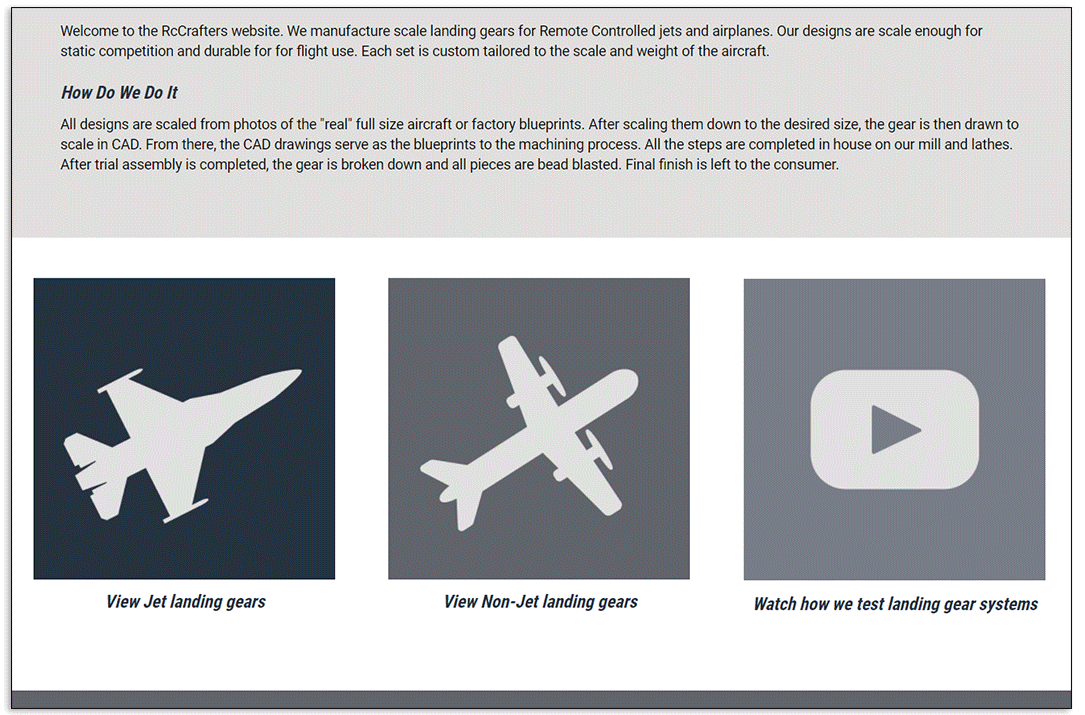 Welcome to the RcCrafters website. We manufacture scale landing gears for Remote Controlled jets and airplanes. Our designs are scale enough for
static competition and durable for for flight use. Each set is custom tailored to the scale and weight of the aircraft.
How Do We Do It
All designs are scaled from photos of the "real" full size aircraft or factory blueprints. After scaling them down to the desired size, the gear is then drawn to
scale in CAD. From there, the CAD drawings serve as the blueprints to the machining process. All the steps are completed in house on our mill and lathes.
After trial assembly is completed, the gear is broken down and all pieces are bead blasted. Final finish is left to the consumer.
View Jet landing gears
View Non-Jet landing gears
Watch how we test landing gear systems